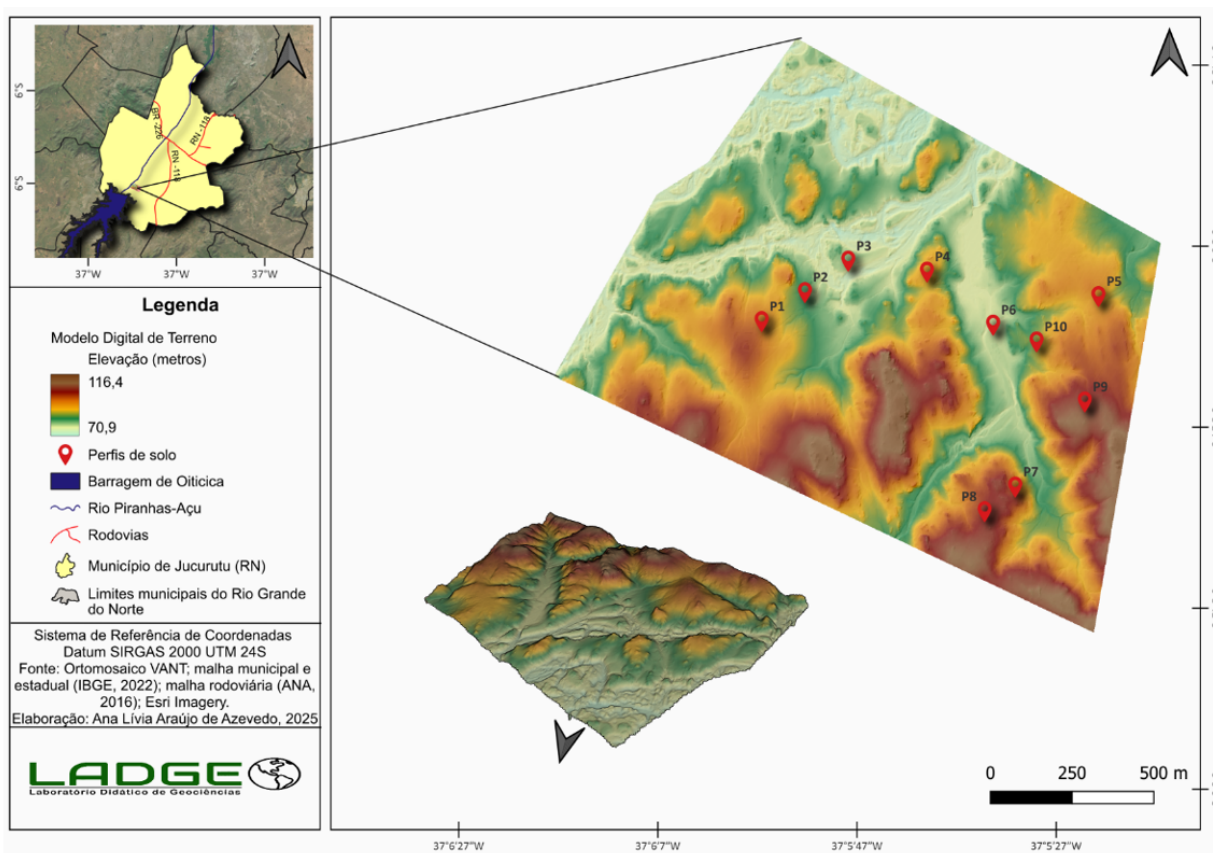 6°S
6°S
BR -226
RN -118
RN -118
37°W
37°W
37°W
Legenda
Modelo Digital de Terreno
Elevação (metros)
116,4
70,9
Perfis de solo
Barragem de Oiticica
Rio Piranhas-Açu
Rodovias
Município de Jucurutu (RN)
Limites municipais do Rio Grande
do Norte
Sistema de Referência de Coordenadas
Datum SIRGAS 2000 UTM 24S
Fonte: Ortomosaico VANT; malha municipal e
estadual (IBGE, 2022); malha rodoviária (ANA,
2016); Esri Imagery.
Elaboração: Ana Lívia Araújo de Azevedo, 2025
LADGE
Laboratório Didático de Geociências
P3
P4
P2
P5
P1
P6
P10
P9
P7
P8
0 250 500 m
37°6'27"W
37°6'7"W
37°5'47"W
37°5'27"W